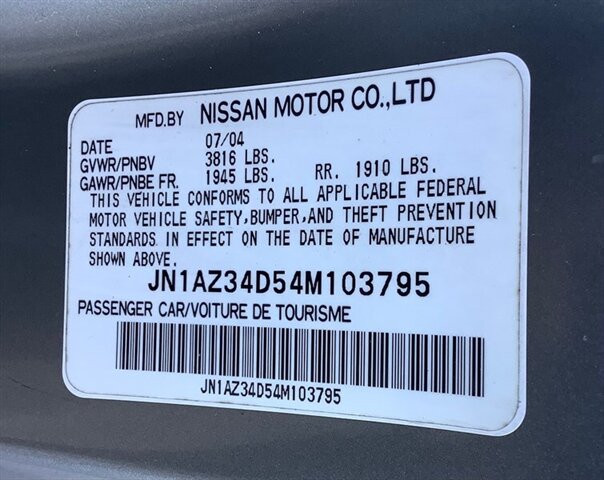 MFD.BY NISSAN MOTOR CO.,LTD
DATE 07/04
GVWR/PNBV 3816 LBS.
GAWR/PNBE FR. 1945 LBS. RR. 1910 LBS.
THIS VEHICLE CONFORMS TO ALL APPLICABLE FEDERAL
MOTOR VEHICLE SAFETY,BUMPER,AND THEFT PREVENTION
STANDARDS IN EFFECT ON THE DATE OF MANUFACTURE
SHOWN ABOVE.
JN1AZ34D54M103795
PASSENGER CAR/VOITURE DE TOURISME
JN1AZ34D54M103795